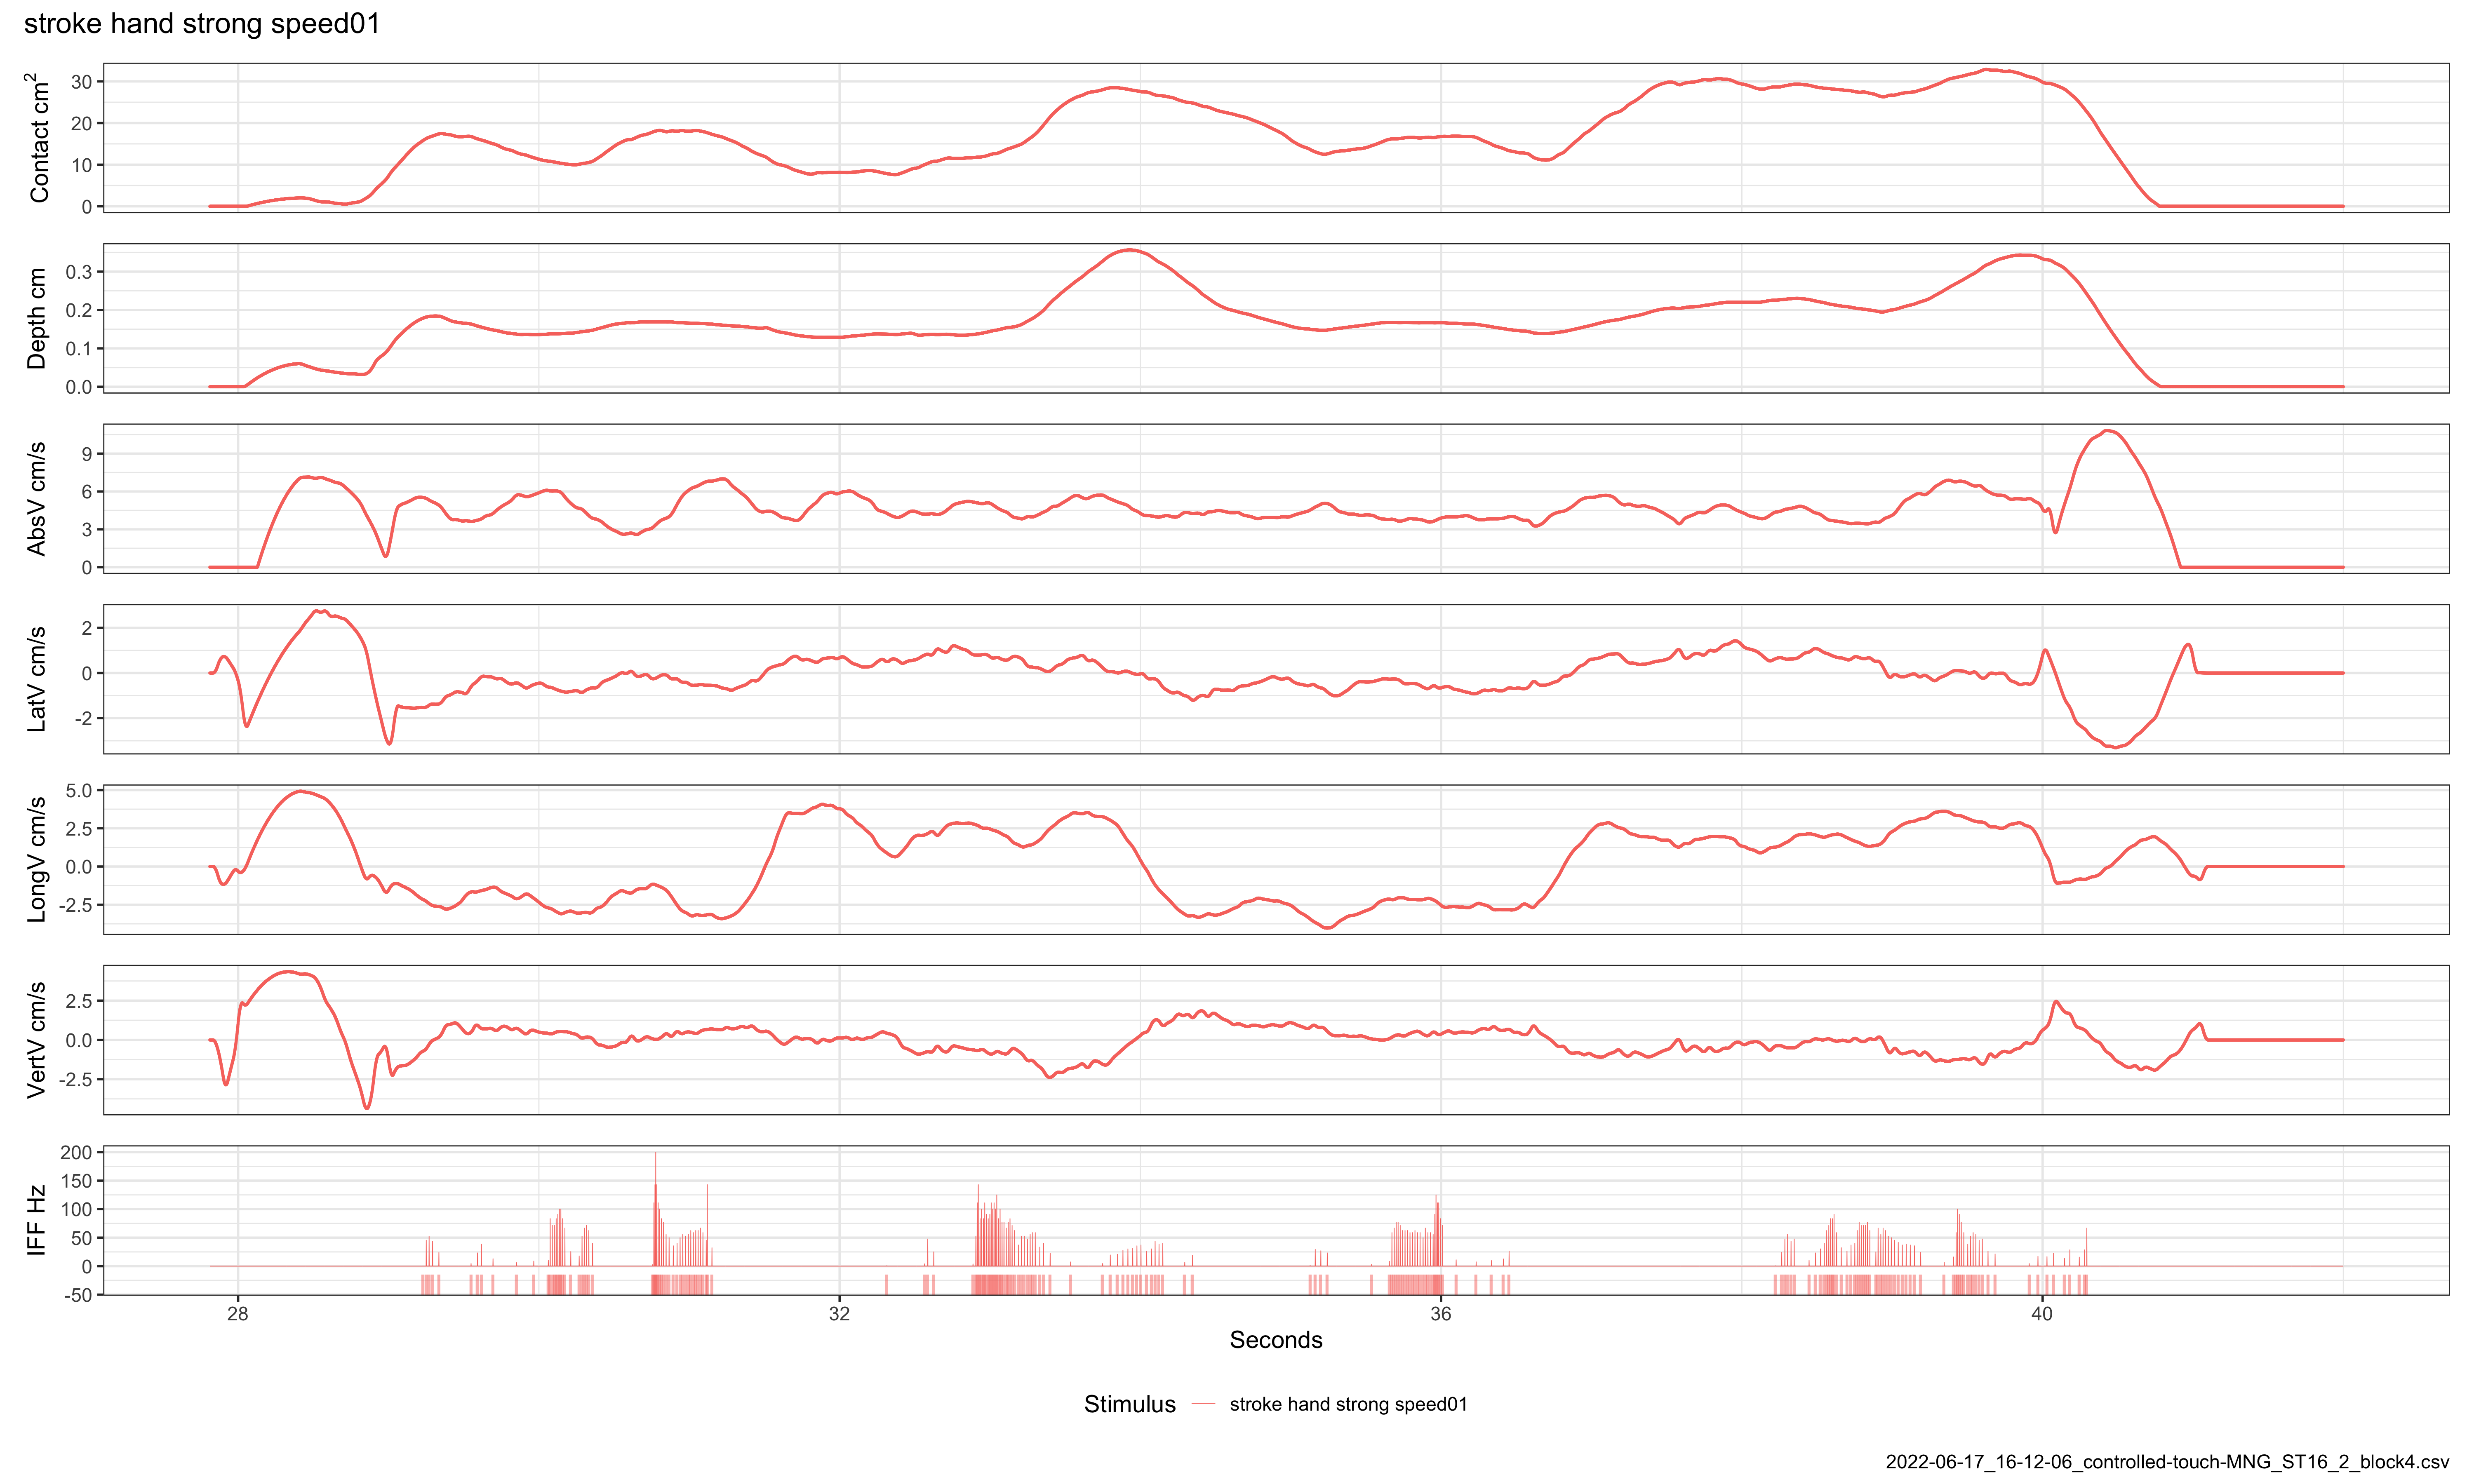 stroke hand strong speed01
Contact cm²
30
20
10
0
Depth cm
0.3
0.2
0.1
0.0
AbsV cm/s
9
6
3
0
LatV cm/s
2
0
-2
LongV cm/s
5.0
2.5
0.0
-2.5
VertV cm/s
2.5
0.0
-2.5
IFF Hz
200
150
100
50
0
-50
28 32 36 40
Seconds
Stimulus stroke hand strong speed01
2022-06-17_16-12-06_controlled-touch-MNG_ST16_2_block4.csv